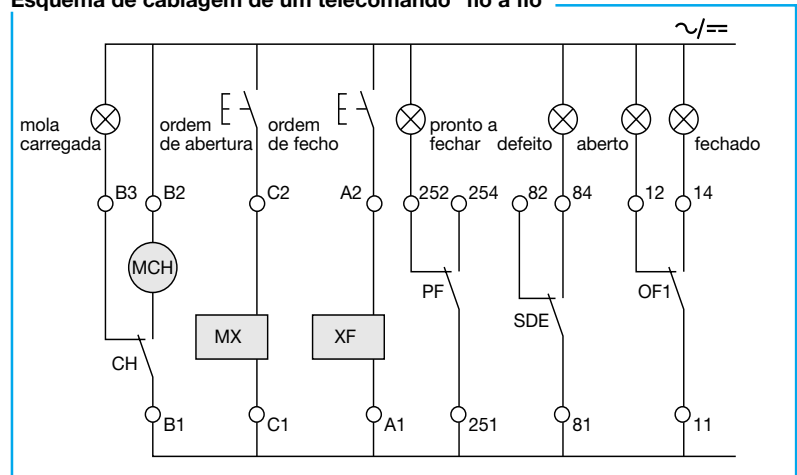 Esquema de cablagem de um telecomando "fio a fio"
~/==
mola
carregada
ordem
de abertura
ordem
de fecho
pronto a
fechar
defeito
aberto
fechado
B3
B2
C2
A2
252
254
82
84
12
14
MCH
PF
OF1
SDE
MX
XF
CH
B1
C1
A1
251
81
11